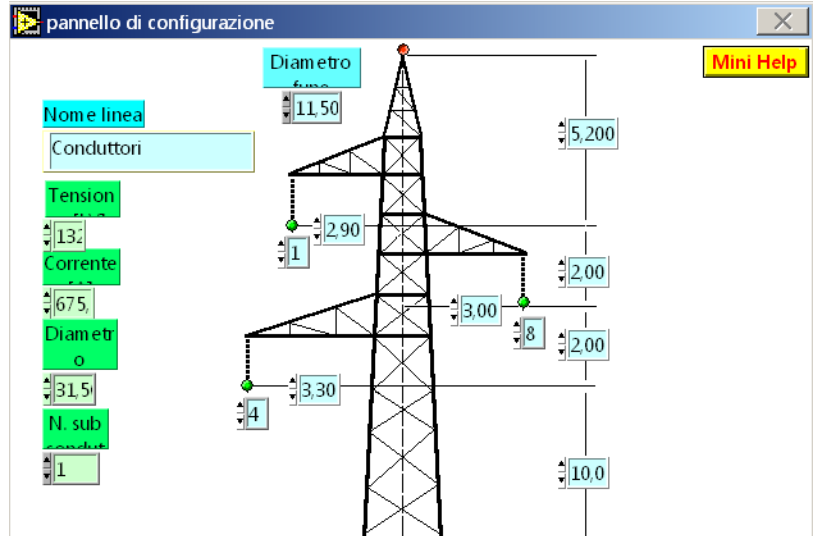 pannello di configurazione
Mini Help
Diametro
11,50
Nome linea
Conduttori
5,200
Tension
132
2,90
1
Corrente
675,
2,00
3,00
8
Diametr
o
2,00
31,5
3,30
4
N. sub
1
10,0